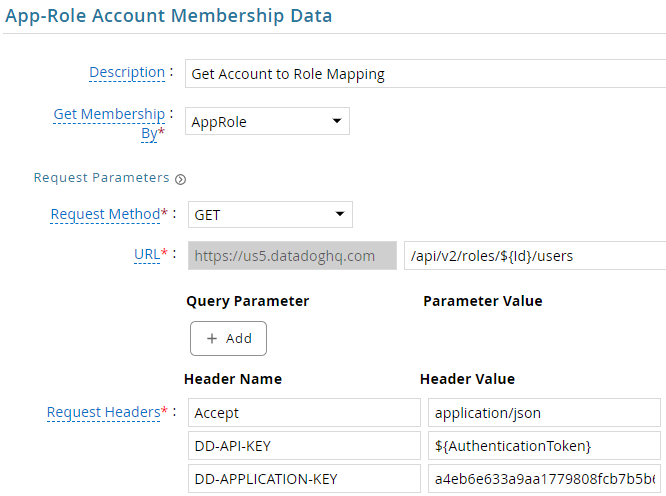 App-Role Account Membership Data
Description :
Get Account to Role Mapping
Get Membership :
By*
AppRole
Request Parameters
Request Method* :
GET
URL* :
https://us5.datadoghq.com
/api/v2/roles/${Id}/users
Query Parameter
Parameter Value
+ Add
Header Name
Header Value
Request Headers* :
Accept
application/json
DD-API-KEY
${AuthenticationToken}
DD-APPLICATION-KEY
a4eb6e633a9aa1779808fcb7b5b6